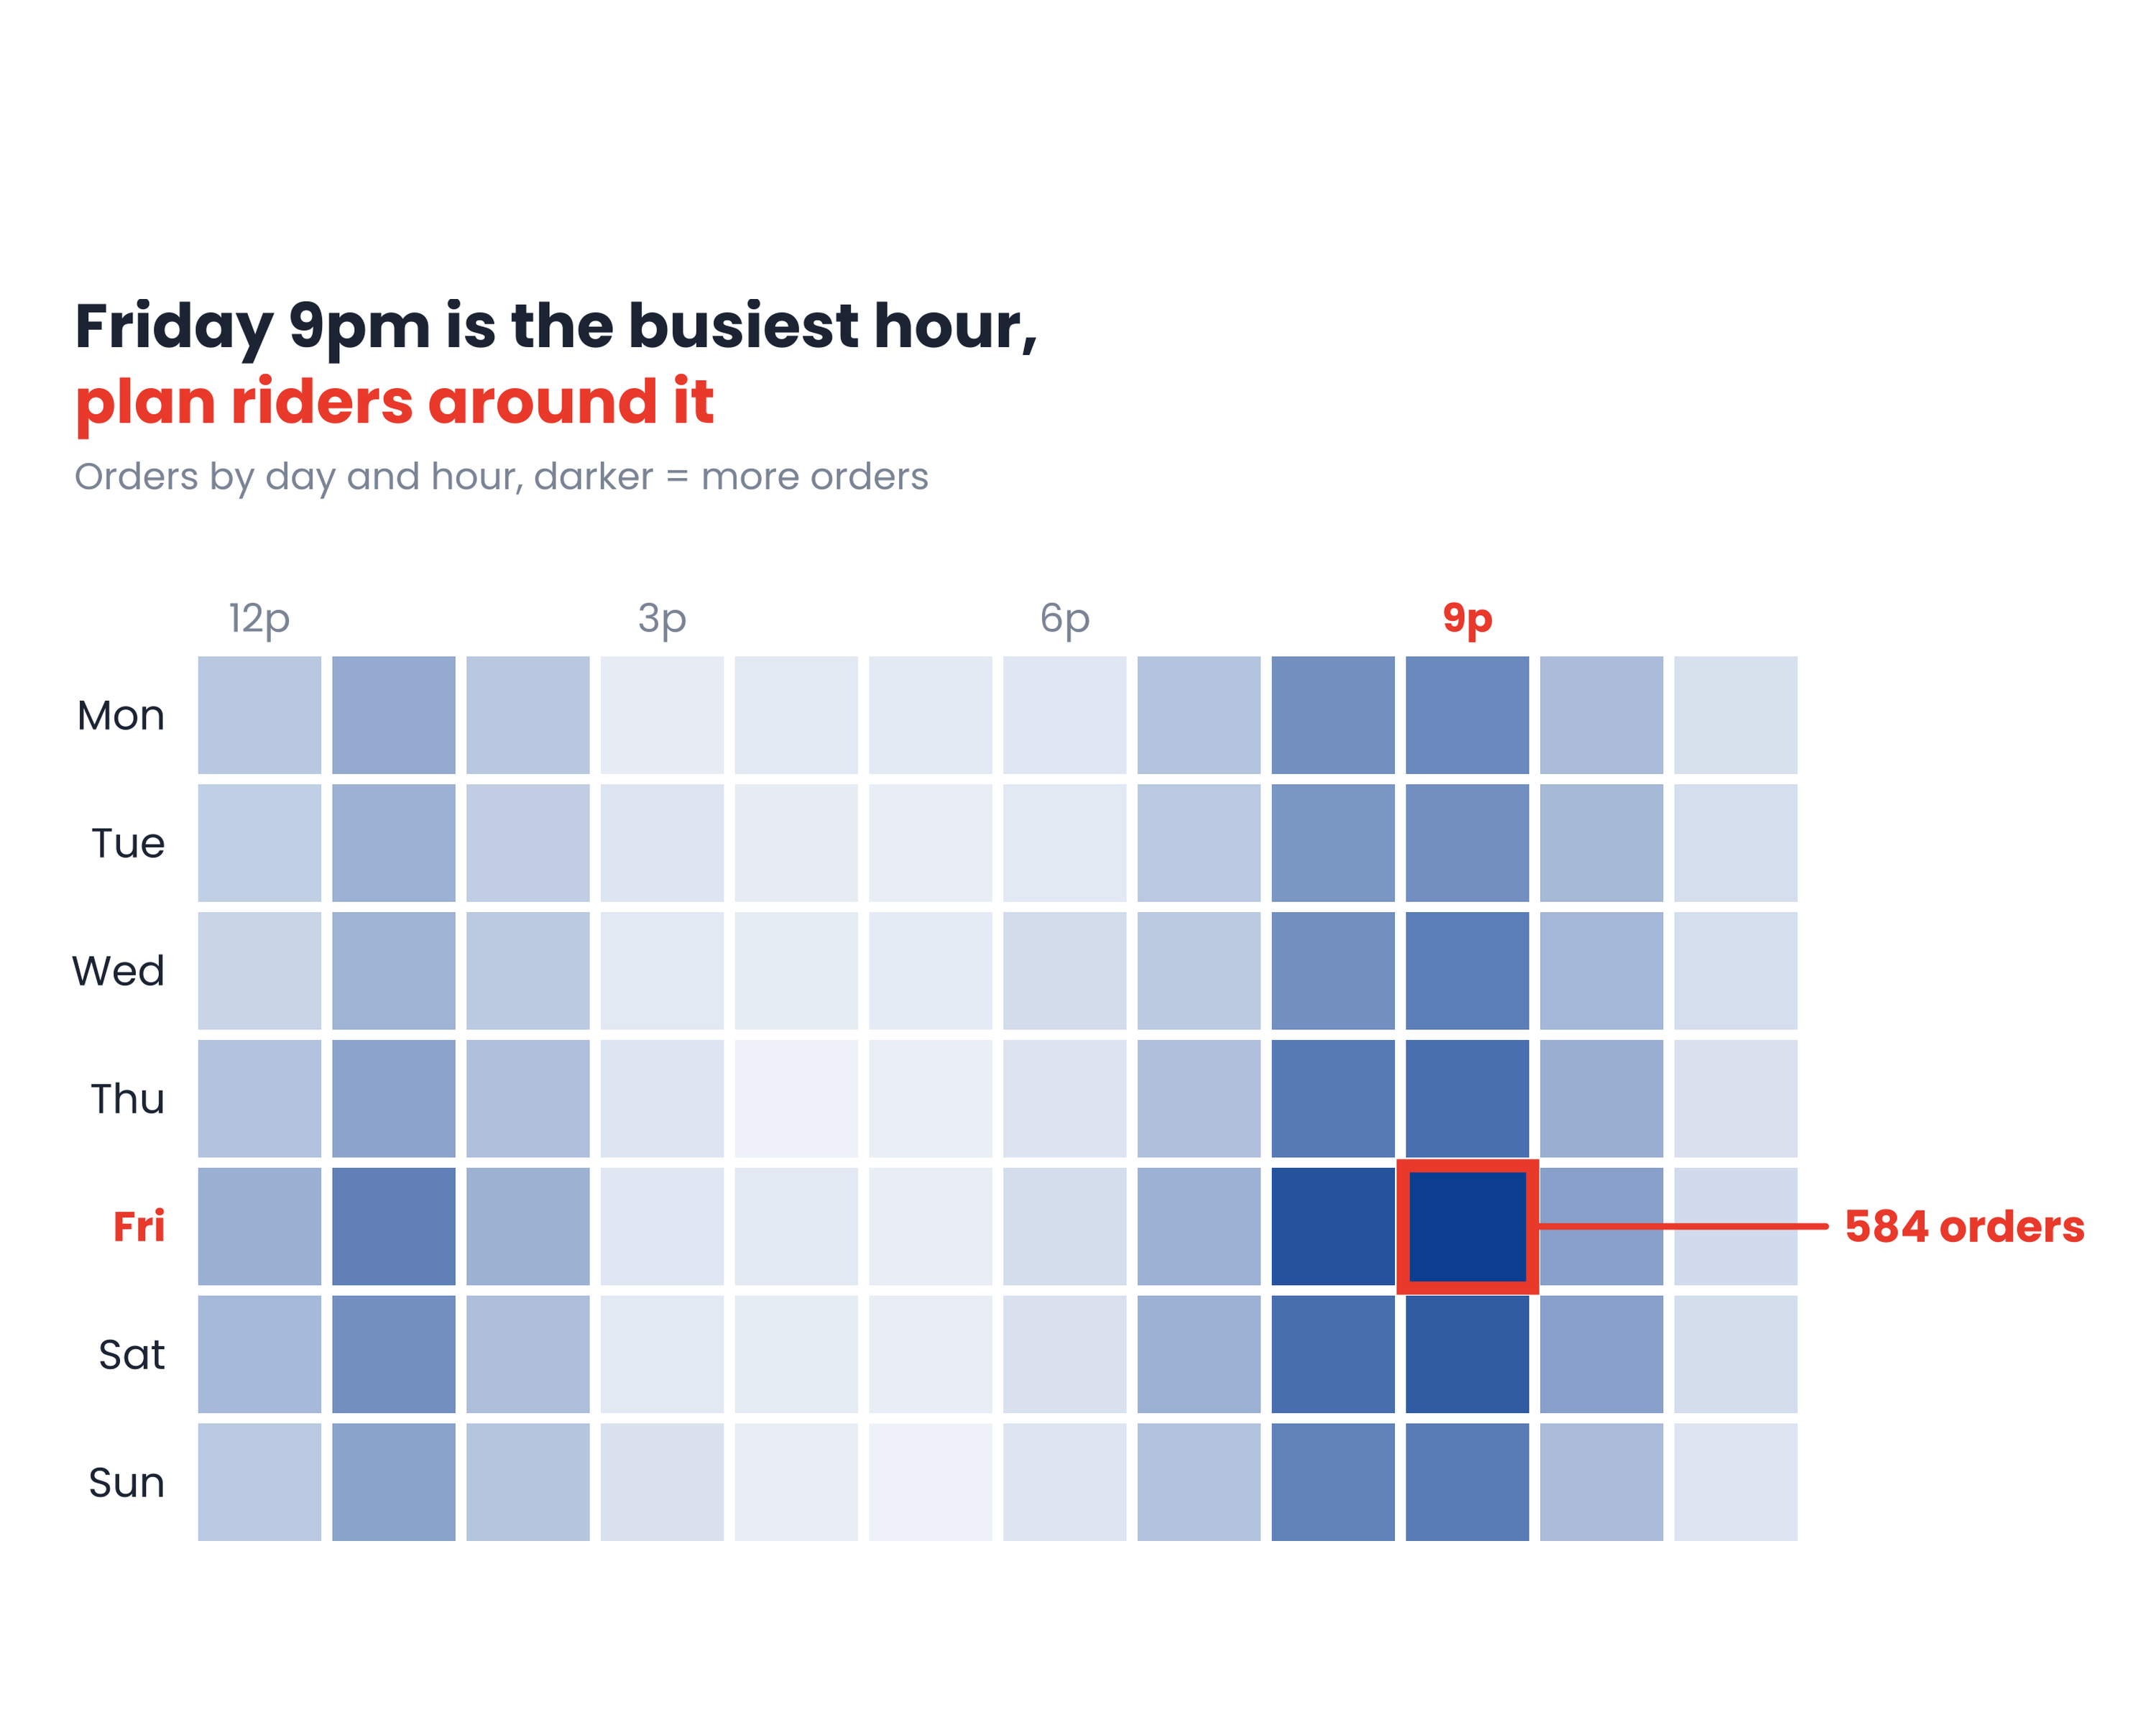 Friday 9pm is the busiest hour,
plan riders around it
Orders by day and hour, darker = more orders
12p 3p 6p 9p
Mon
Tue
Wed
Thu
Fri 584 orders
Sat
Sun